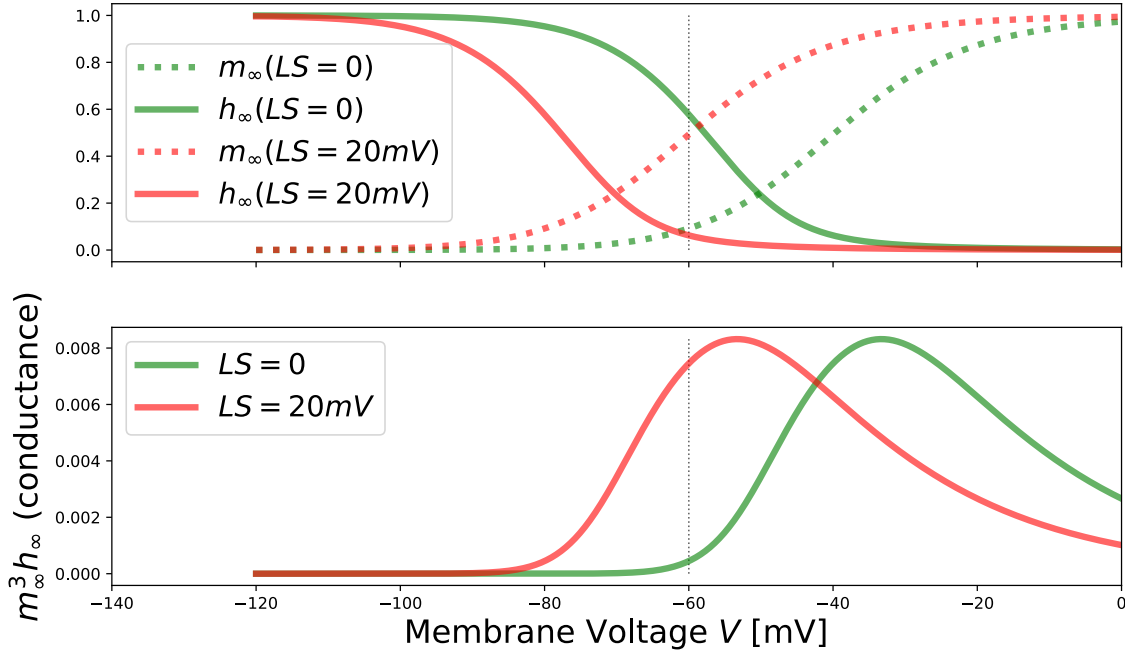 1.0
0.8
0.6
0.4
0.2
0.0
m∞(LS = 0)
h∞(LS = 0)
m∞(LS = 20mV)
h∞(LS = 20mV)
m³∞h∞ (conductance)
0.008
0.006
0.004
0.002
0.000
LS = 0
LS = 20mV
−140 −120 −100 −80 −60 −40 −20 0
Membrane Voltage V [mV]